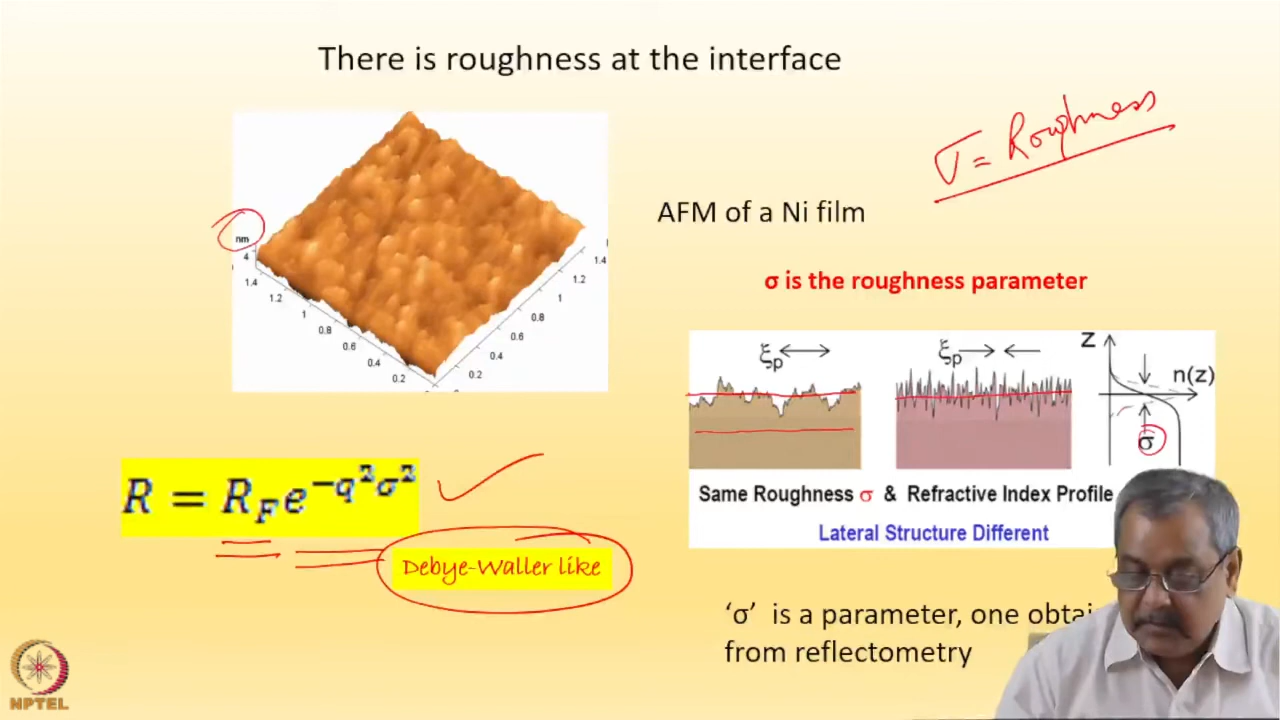 There is roughness at the interface
σ = Roughness
AFM of a Ni film
σ is the roughness parameter
nm
4
1.4
1.2
1
0.8
0.6
0.4
0.2
0.2
0.4
0.6
0.8
1
1.2
1.4
ξp
ξp
Z
n(z)
σ
Same Roughness σ & Refractive Index Profile
Lateral Structure Different
R = R_F e^{-q²σ²}
Debye-Waller like
'σ' is a parameter, one
from reflectometry
NPTEL